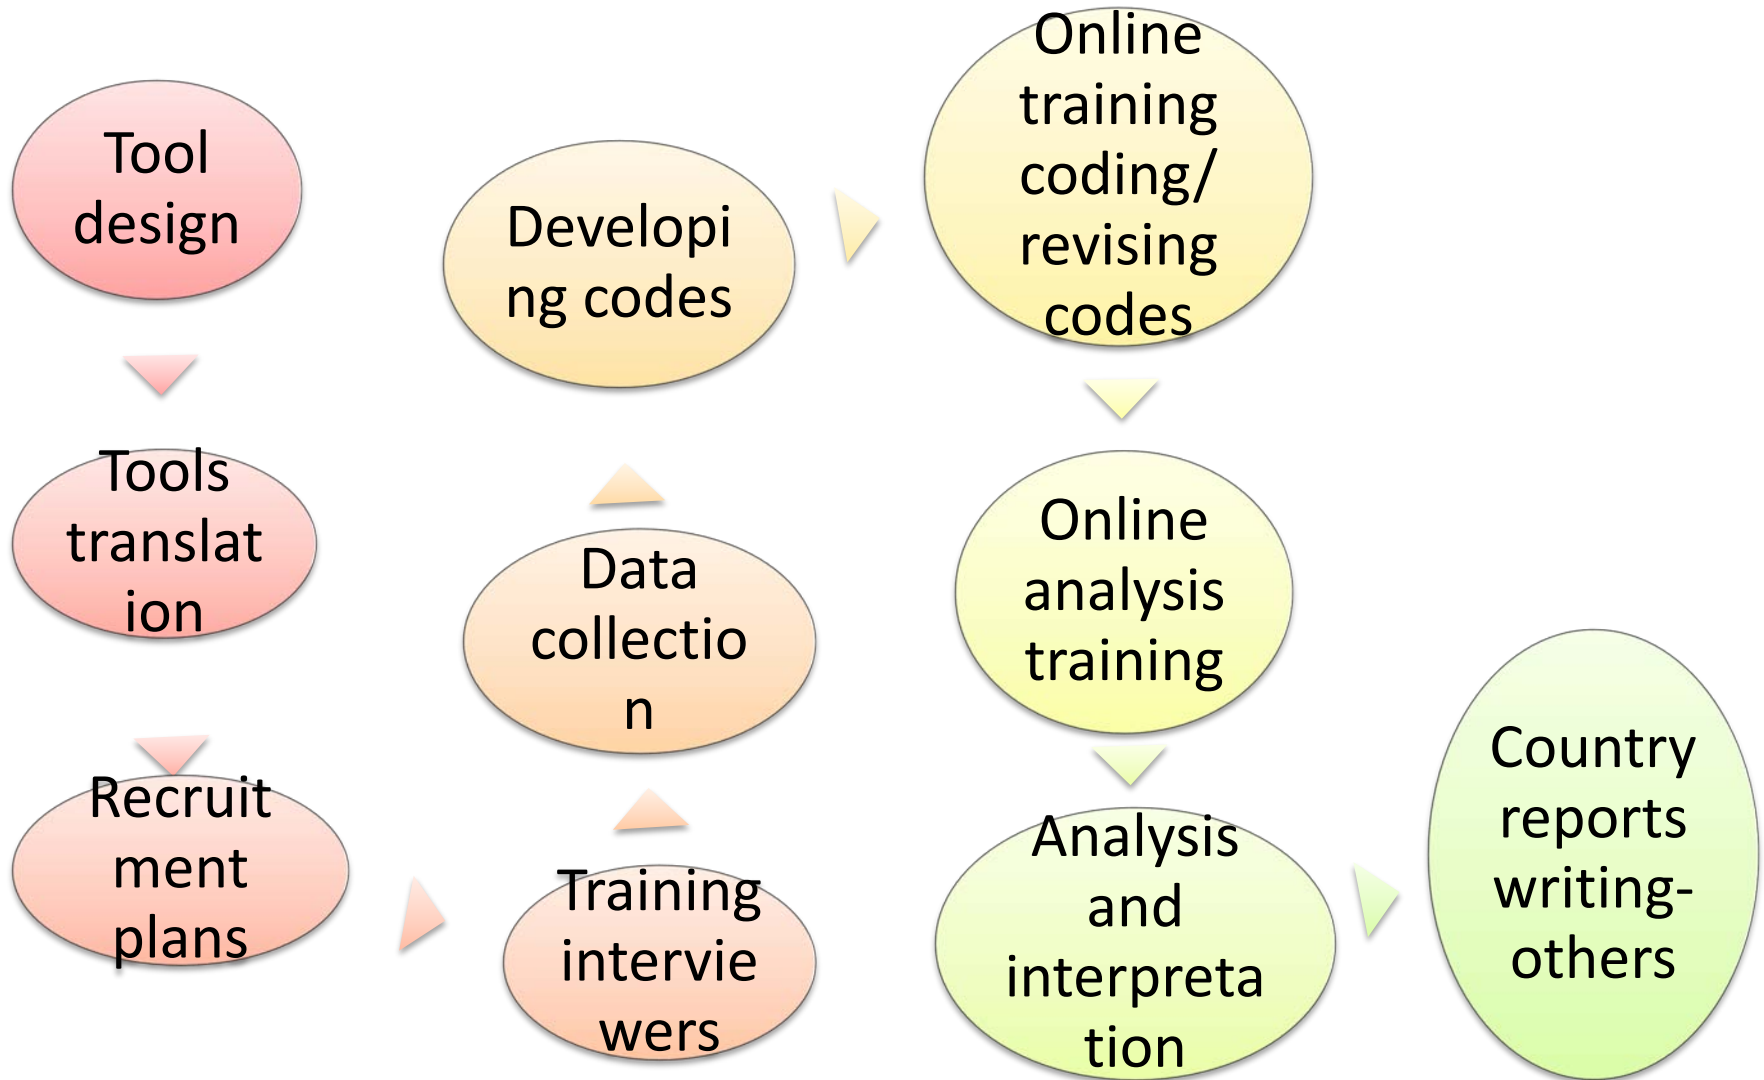 Tool
design
Tools
translat
ion
Recruit
ment
plans
Training
intervie
wers
Data
collectio
n
Developi
ng codes
Online
training
coding/
revising
codes
Online
analysis
training
Analysis
and
interpreta
tion
Country
reports
writing-
others